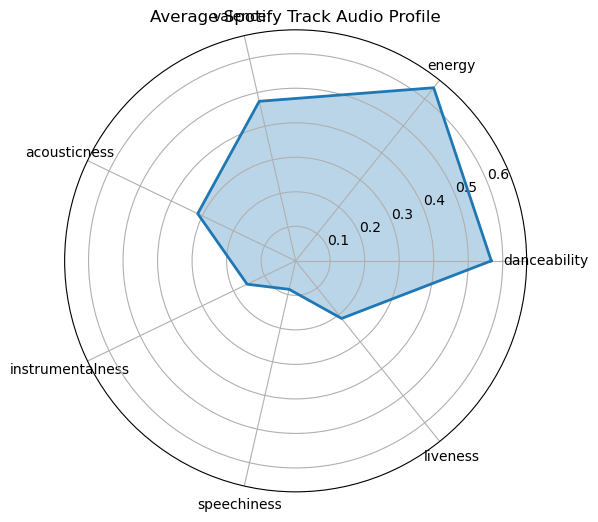 Average Spotify Track Audio Profile
valence
energy
acousticness
0.6
0.5
0.4
0.3
0.2
0.1
danceability
instrumentalness
liveness
speechiness